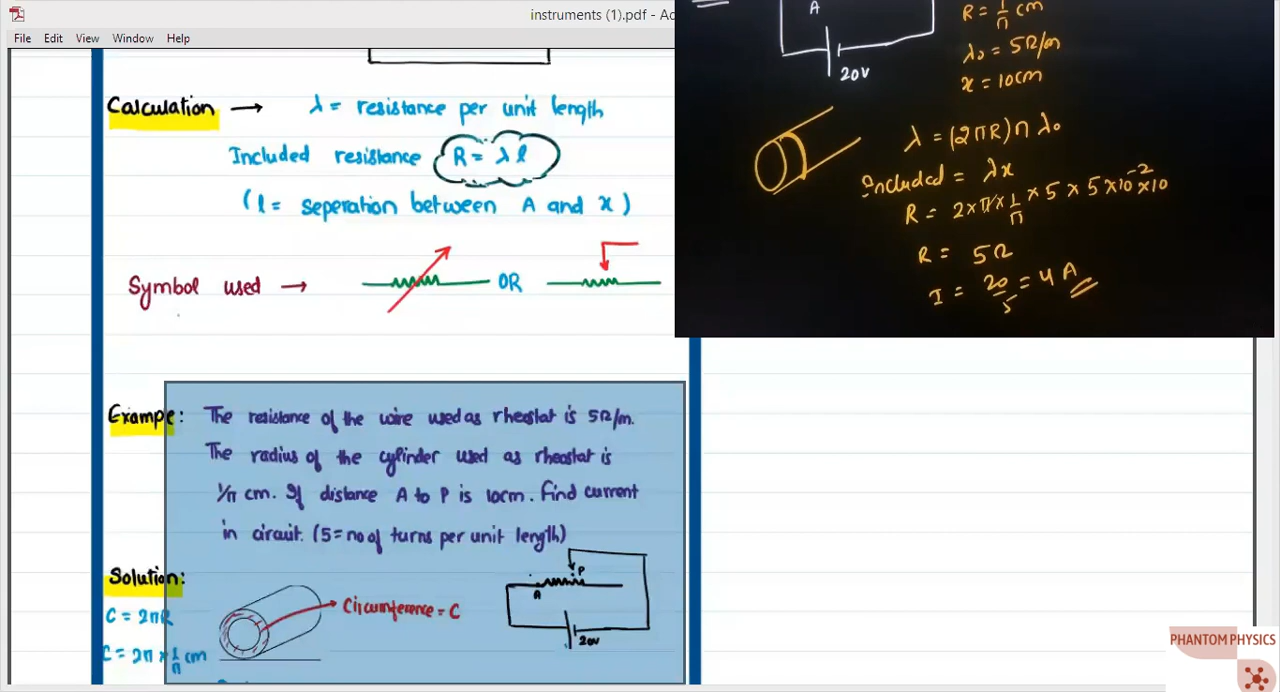 instruments (1).pdf - Ac
File Edit View Window Help
Calculation → λ = resistance per unit length
Included resistance R = λl
(l = seperation between A and x)
Symbol used → OR
Exampe: The resistance of the wire used as rheostat is 5Ω/m.
The radius of the cylinder used as rheostat is
1/π cm. If distance A to P is 10cm. Find current
in circuit. (5 = no of turns per unit length)
Solution:
C = 2πR
C = 2π × 1/π cm
Circumference = C
P
A
20V
A
20V
R = 1/π cm
λ₀ = 5Ω/m
x = 10cm
λ = (2πR) n λ₀
Included = λx
R = 2 × π × 1/π × 5 × 5 × 10⁻² × 10
R = 5Ω
I = 20/5 = 4 A
PHANTOM PHYSICS